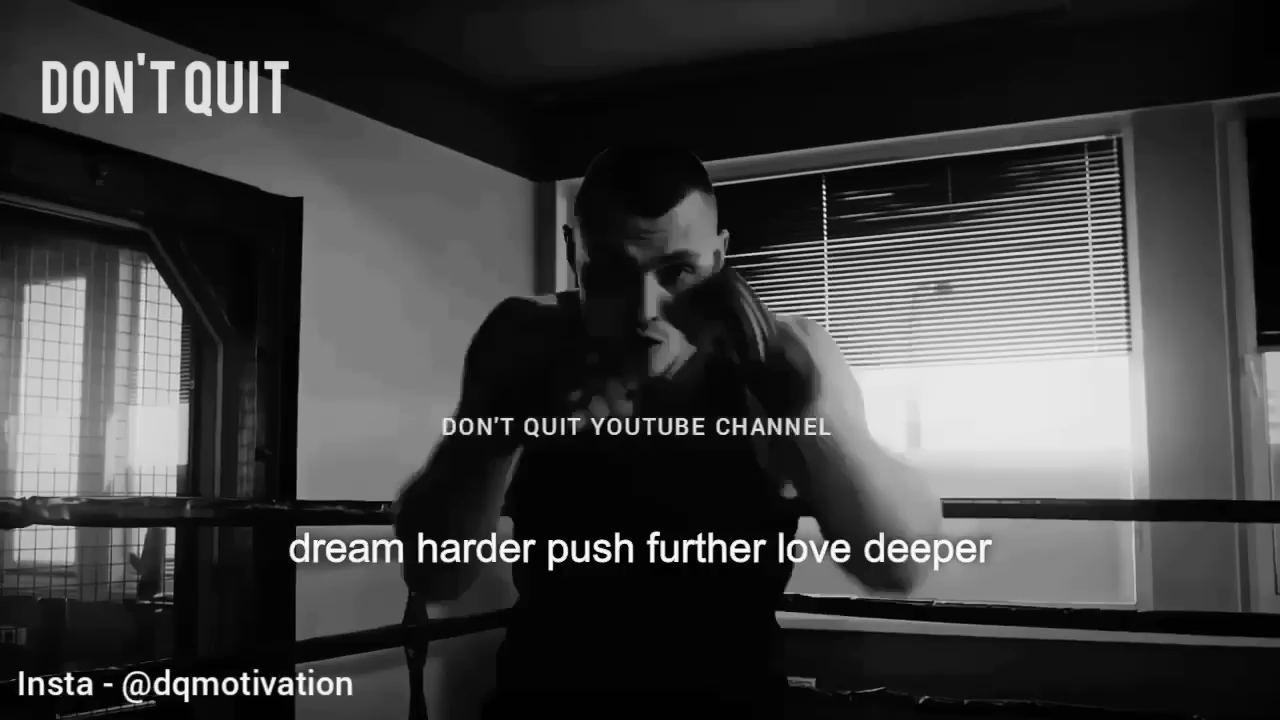 DON'T QUIT
DON'T QUIT YOUTUBE CHANNEL
dream harder push further love deeper
Insta - @dqmotivation